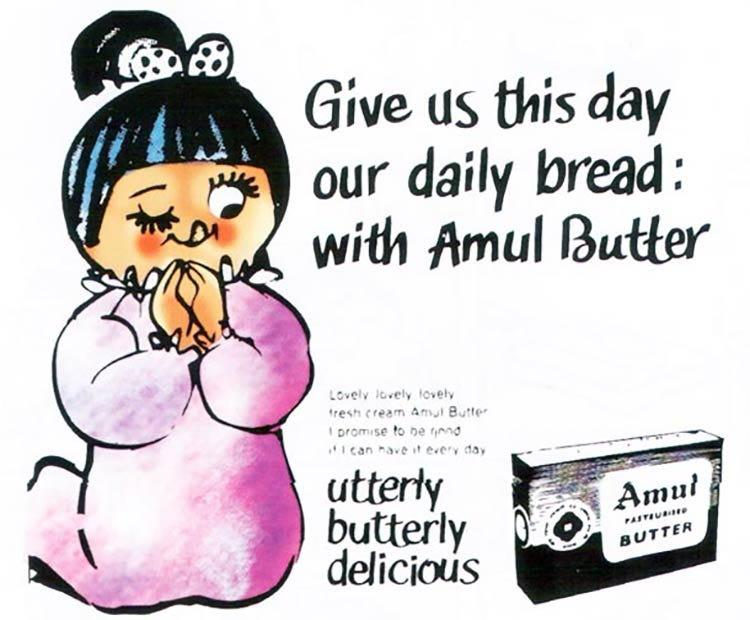 Give us this day
our daily bread:
with Amul Butter
Lovely lovely lovely
fresh cream Amul Butter
I promise to be good
if I can have it every day
utterly
butterly
delicious
Amul
PASTEURISED
BUTTER